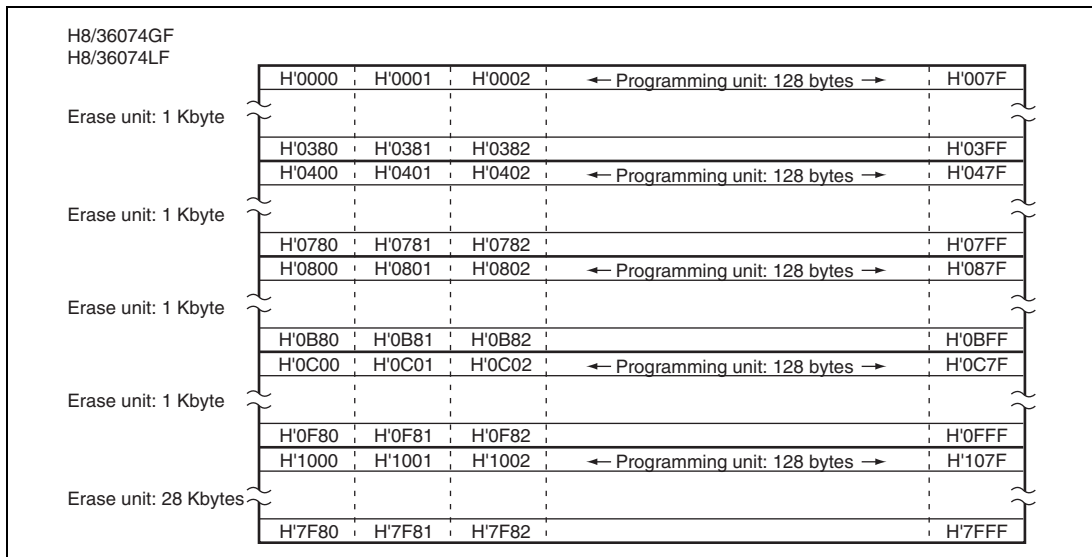 H8/36074GF
H8/36074LF
H'0000 H'0001 H'0002 ← Programming unit: 128 bytes → H'007F
Erase unit: 1 Kbyte
H'0380 H'0381 H'0382 H'03FF
H'0400 H'0401 H'0402 ← Programming unit: 128 bytes → H'047F
Erase unit: 1 Kbyte
H'0780 H'0781 H'0782 H'07FF
H'0800 H'0801 H'0802 ← Programming unit: 128 bytes → H'087F
Erase unit: 1 Kbyte
H'0B80 H'0B81 H'0B82 H'0BFF
H'0C00 H'0C01 H'0C02 ← Programming unit: 128 bytes → H'0C7F
Erase unit: 1 Kbyte
H'0F80 H'0F81 H'0F82 H'0FFF
H'1000 H'1001 H'1002 ← Programming unit: 128 bytes → H'107F
Erase unit: 28 Kbytes
H'7F80 H'7F81 H'7F82 H'7FFF